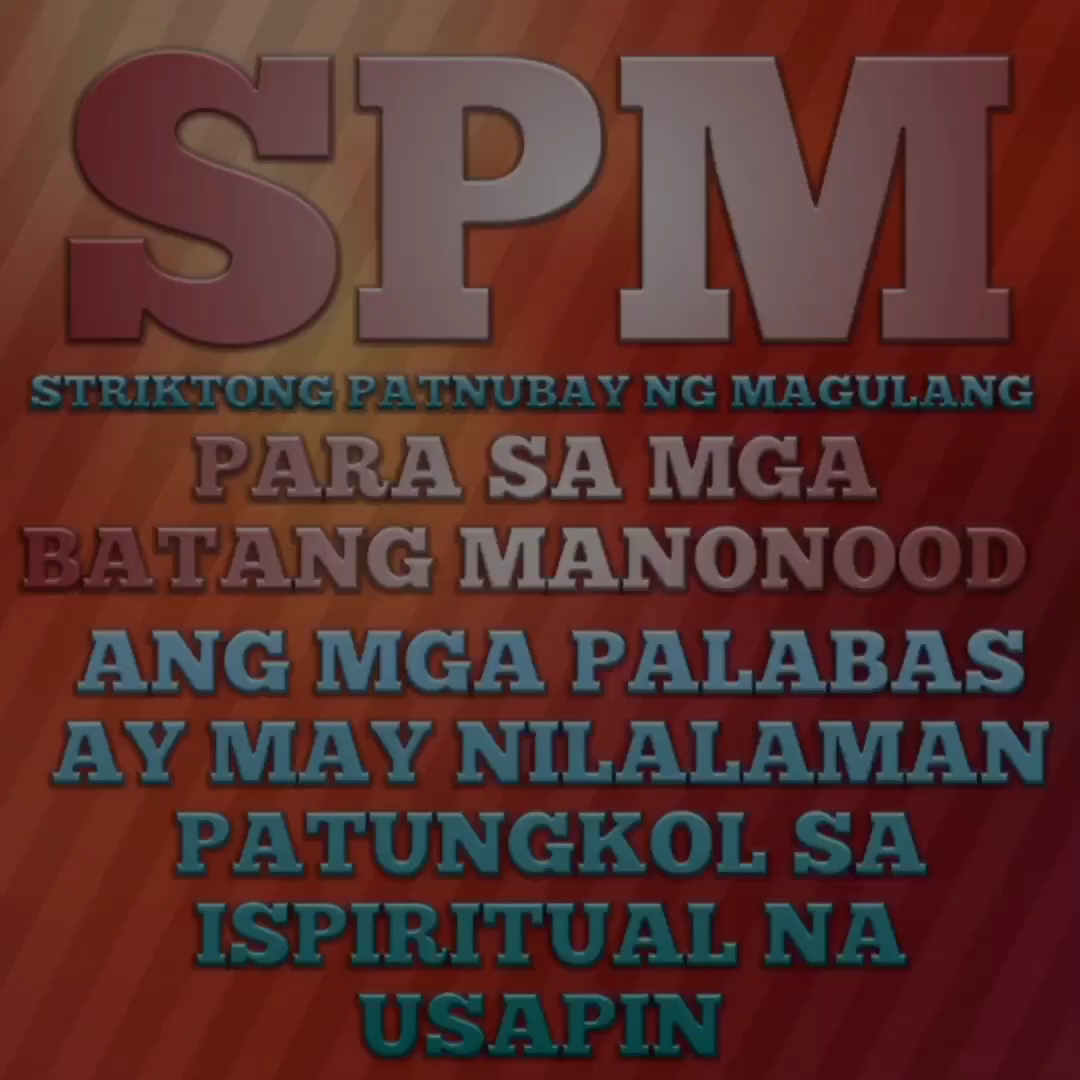 SPM
STRIKTONG PATNUBAY NG MAGULANG
PARA SA MGA
BATANG MANONOOD
ANG MGA PALABAS
AY MAY NILALAMAN
PATUNGKOL SA
ISPIRITUAL NA
USAPIN